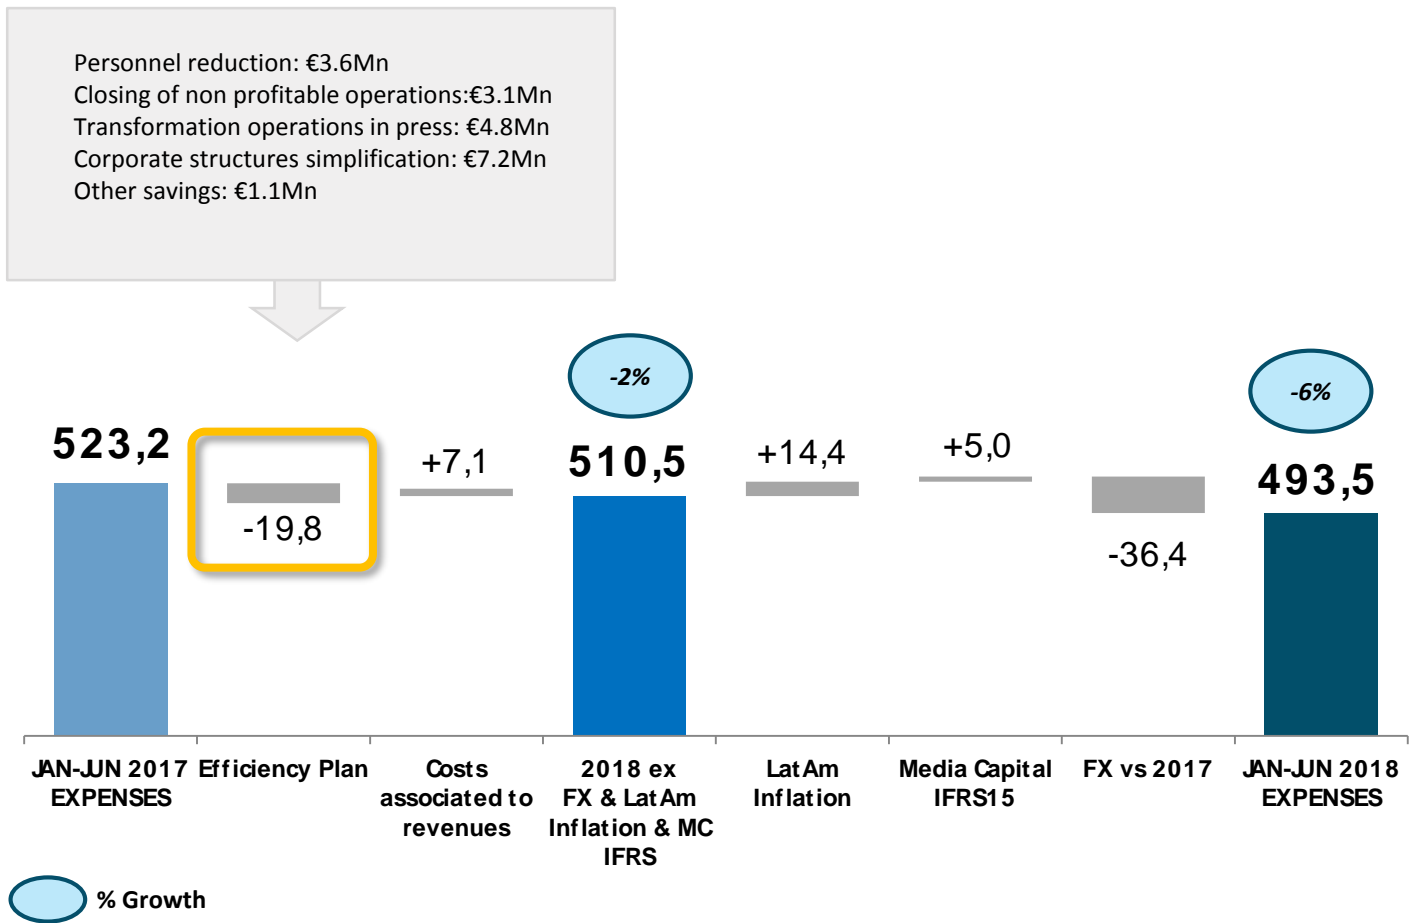 Personnel reduction: €3.6Mn
Closing of non profitable operations:€3.1Mn
Transformation operations in press: €4.8Mn
Corporate structures simplification: €7.2Mn
Other savings: €1.1Mn
-2%
-6%
523,2
-19,8
+7,1
510,5
+14,4
+5,0
-36,4
493,5
JAN-JUN 2017
EXPENSES
Efficiency Plan
Costs
associated to
revenues
2018 ex
FX & LatAm
Inflation & MC
IFRS
LatAm
Inflation
Media Capital
IFRS15
FX vs 2017
JAN-JUN 2018
EXPENSES
% Growth